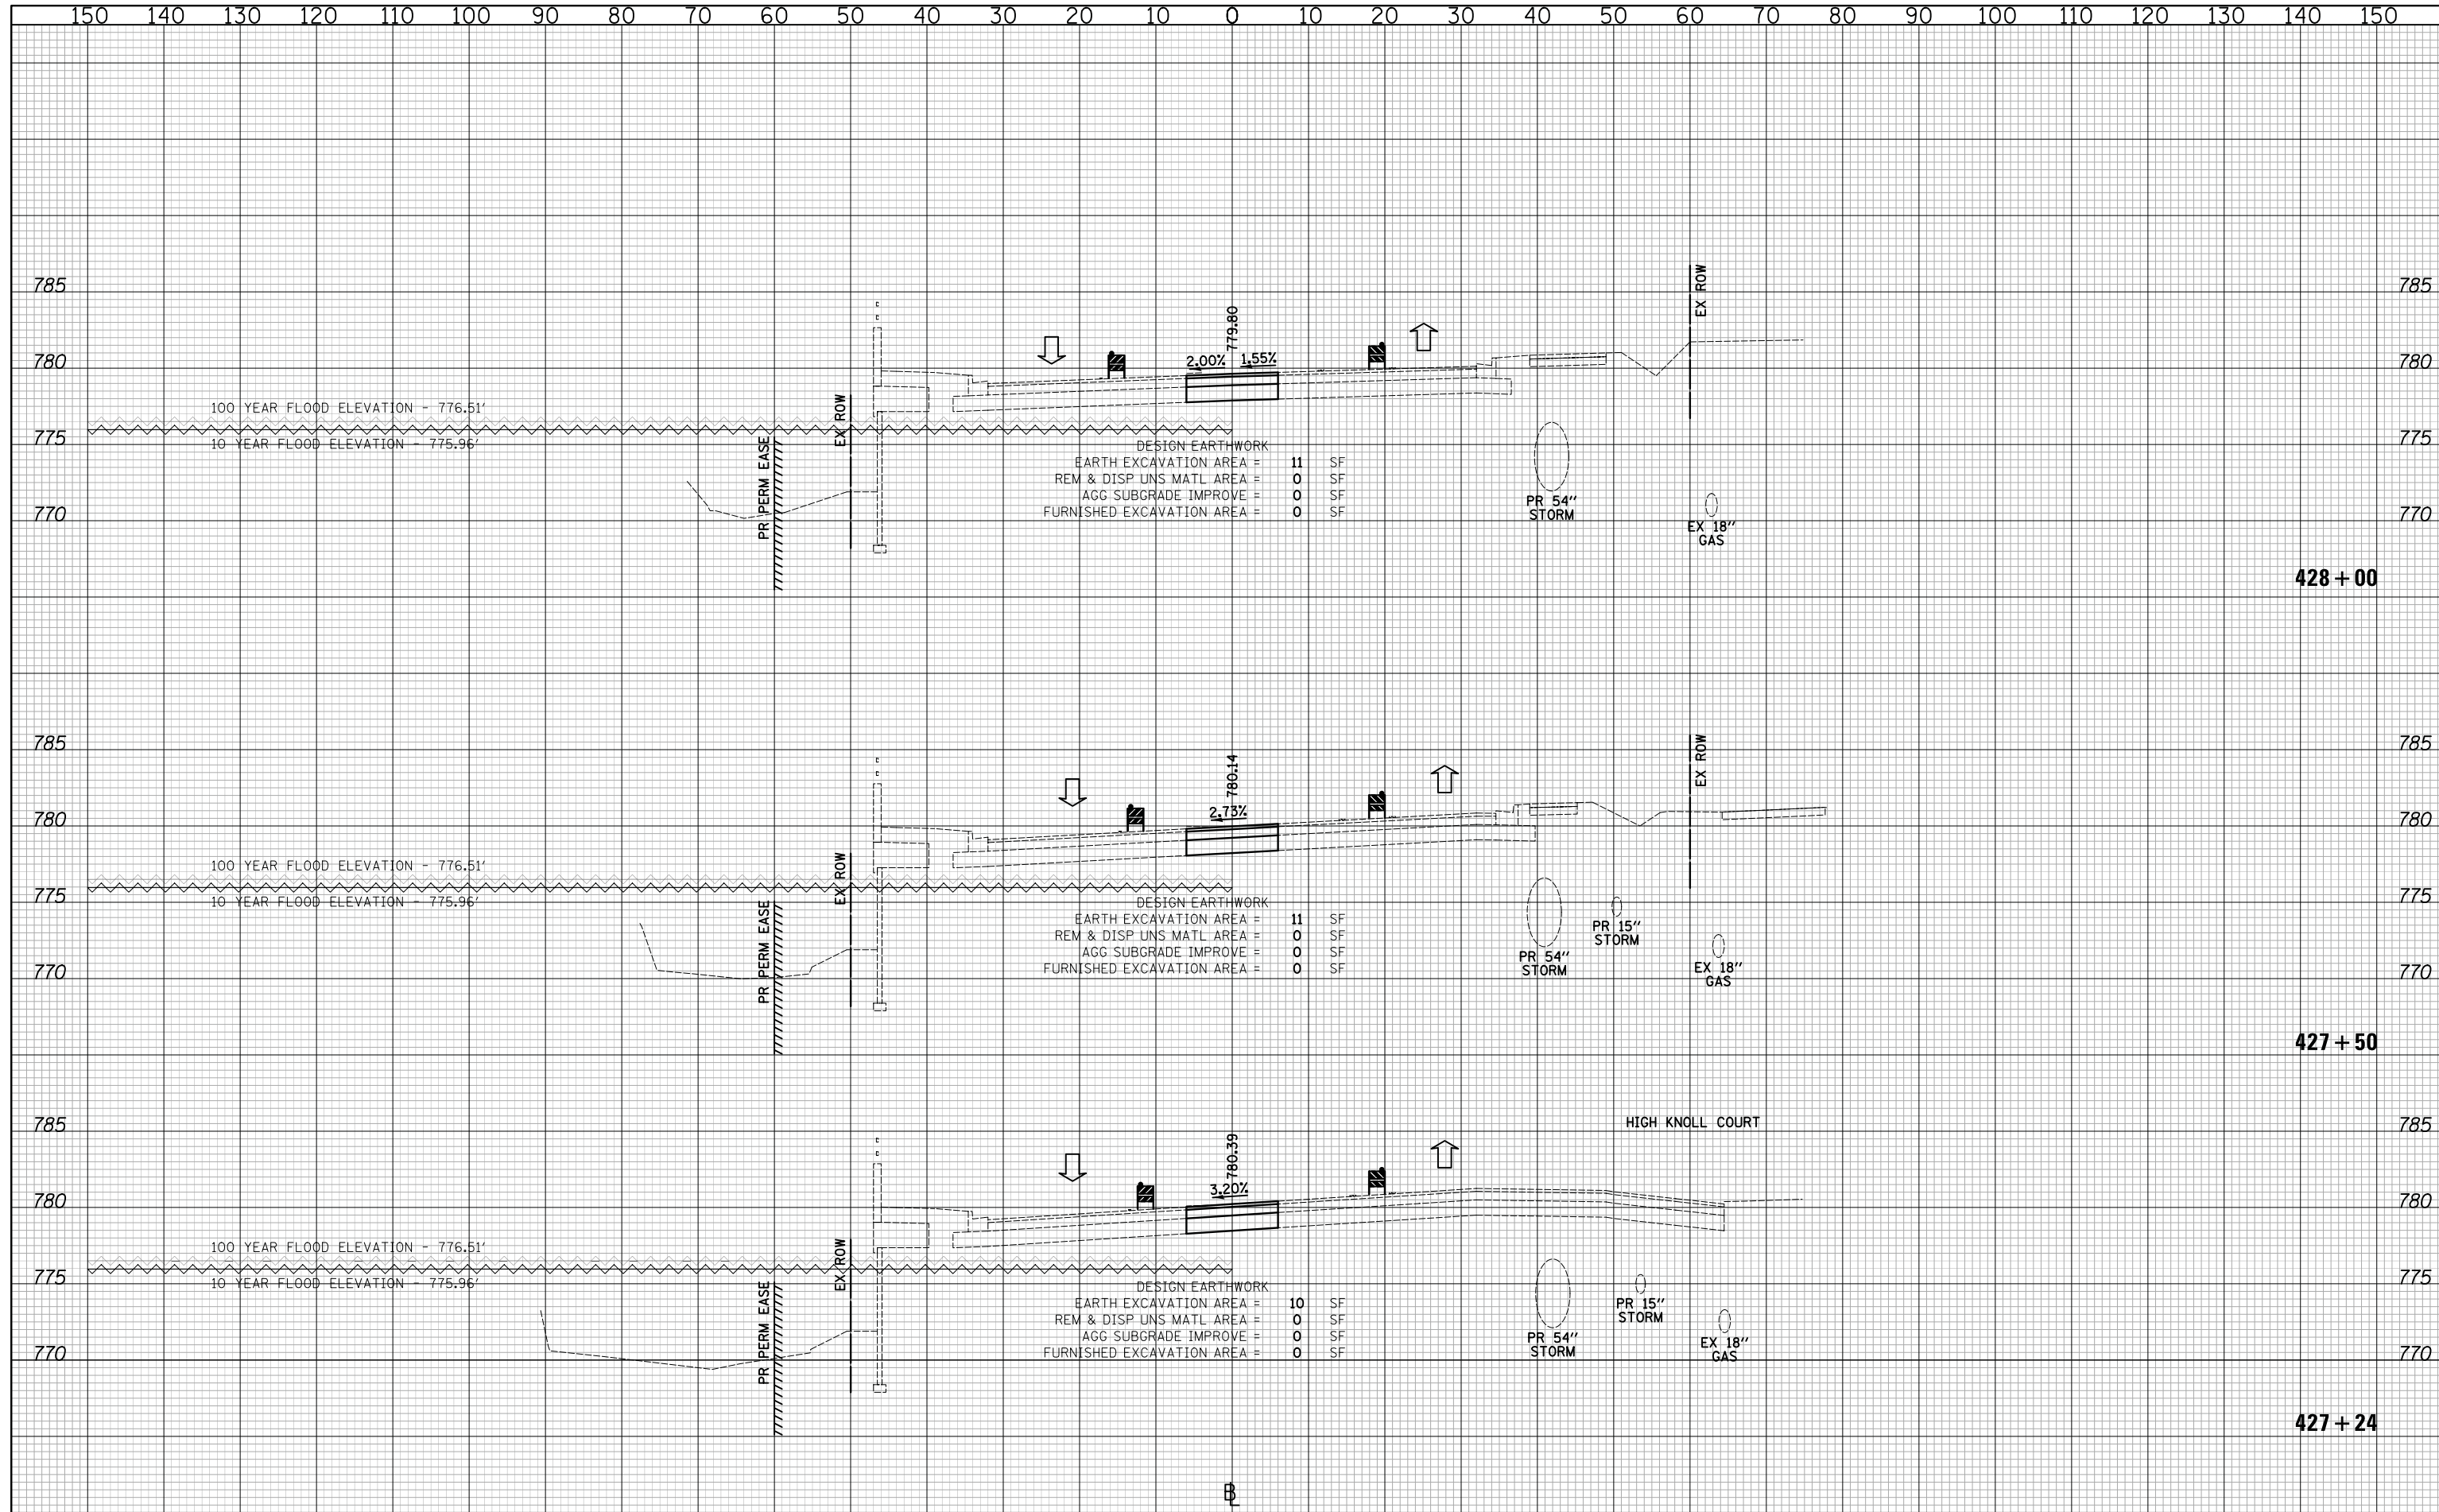 150 140 130 120 110 100 90 80 70 60 50 40 30 20 10 0 10 20 30 40 50 60 70 80 90 100 110 120 130 140 150
EX ROW
785 785
779.80
780 2.00% 1.55% 780
100 YEAR FLOOD ELEVATION - 776.51'
EX ROW
775 10 YEAR FLOOD ELEVATION - 775.96' 775
PR PERM EASE
DESIGN EARTHWORK
EARTH EXCAVATION AREA = 11 SF
REM & DISP UNS MATL AREA = 0 SF
AGG SUBGRADE IMPROVE = 0 SF
FURNISHED EXCAVATION AREA = 0 SF
PR 54"
STORM
770 770
EX 18"
GAS
428+00
EX ROW
785 785
780.14
780 2.73% 780
100 YEAR FLOOD ELEVATION - 776.51'
EX ROW
775 10 YEAR FLOOD ELEVATION - 775.96' 775
PR PERM EASE
DESIGN EARTHWORK
EARTH EXCAVATION AREA = 11 SF
REM & DISP UNS MATL AREA = 0 SF
AGG SUBGRADE IMPROVE = 0 SF
FURNISHED EXCAVATION AREA = 0 SF
PR 15"
STORM
PR 54"
STORM
EX 18"
GAS
770 770
427+50
HIGH KNOLL COURT
785 785
780.39
780 3.20% 780
100 YEAR FLOOD ELEVATION - 776.51'
EX ROW
775 10 YEAR FLOOD ELEVATION - 775.96' 775
PR PERM EASE
DESIGN EARTHWORK
EARTH EXCAVATION AREA = 10 SF
REM & DISP UNS MATL AREA = 0 SF
AGG SUBGRADE IMPROVE = 0 SF
FURNISHED EXCAVATION AREA = 0 SF
PR 15"
STORM
PR 54"
STORM
EX 18"
GAS
770 770
427+24
BL